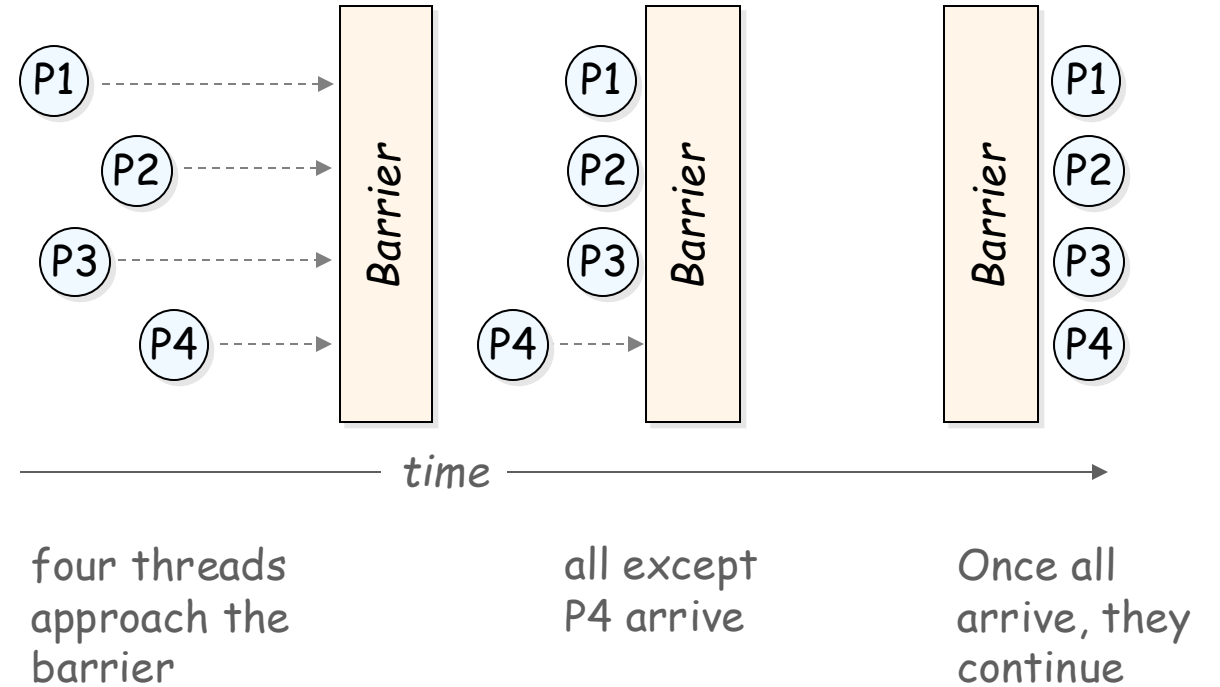 P1
P2
P3
P4
Barrier
P1
P2
P3
P4
Barrier
Barrier
P1
P2
P3
P4
time
four threads
approach the
barrier
all except
P4 arrive
Once all
arrive, they
continue